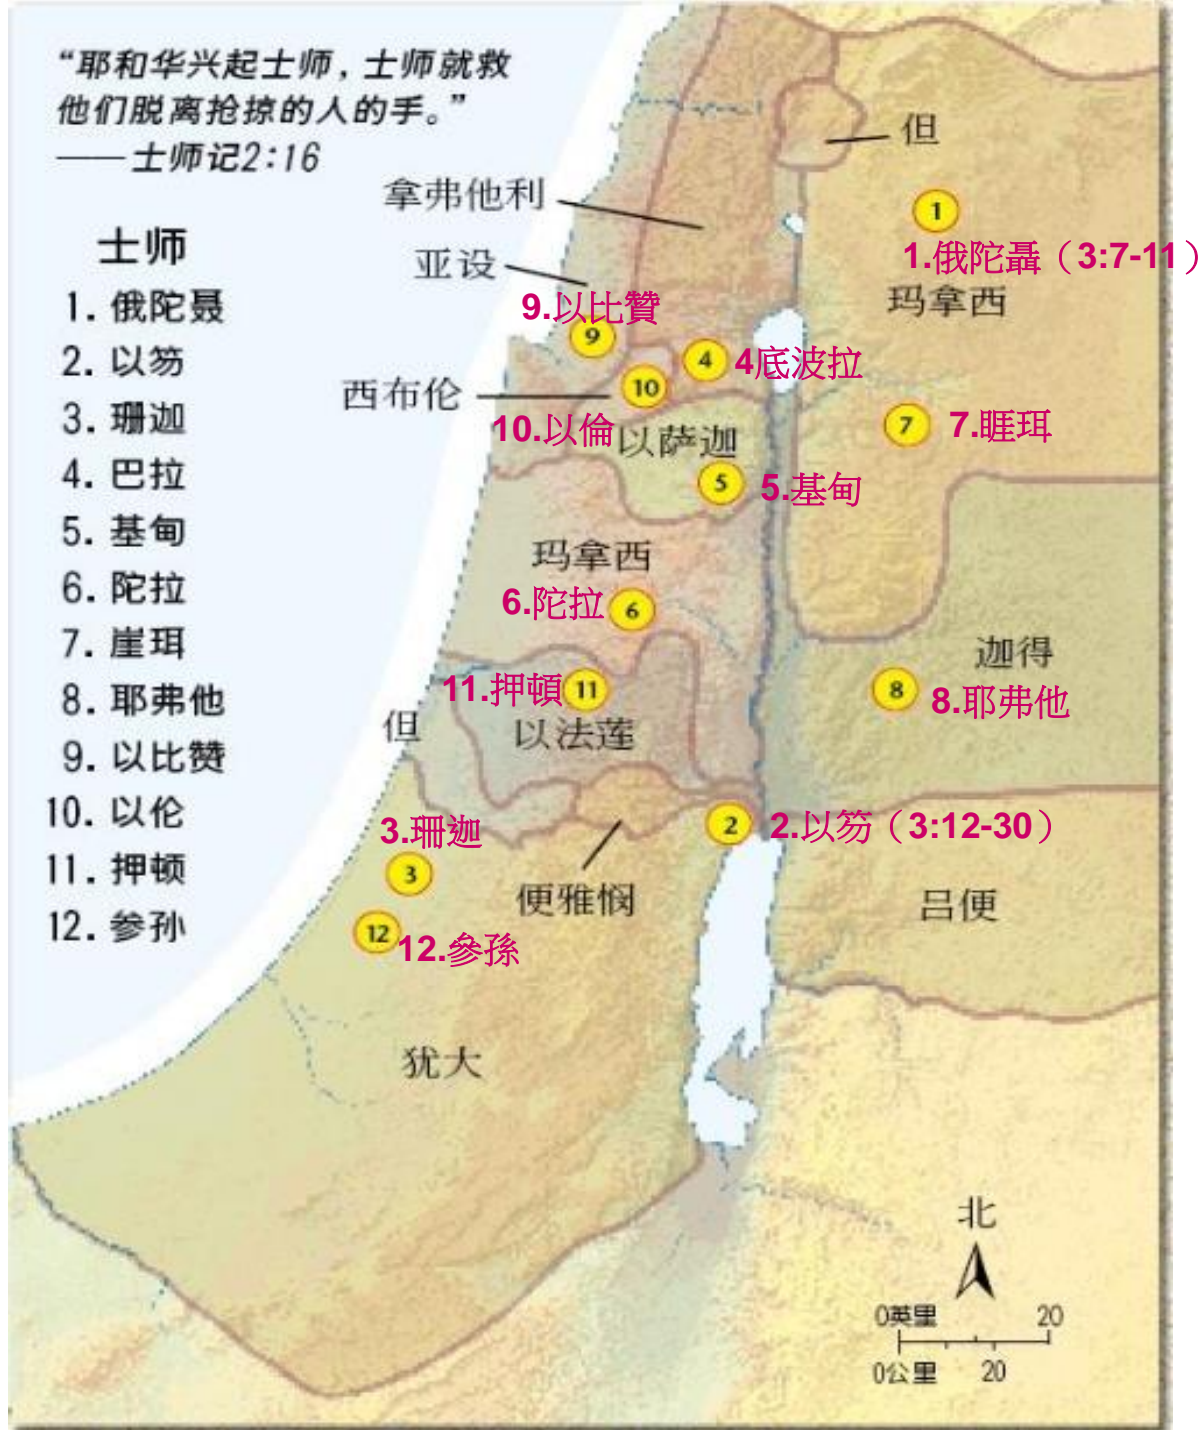 “耶和华兴起士师，士师就救
他们脱离抢掠的人的手。”
——士师记2:16
士师
1. 俄陀聂
2. 以笏
3. 珊迦
4. 巴拉
5. 基甸
6. 陀拉
7. 崖珥
8. 耶弗他
9. 以比赞
10. 以伦
11. 押顿
12. 参孙
但
拿弗他利
1
1.俄陀聶（3:7-11）
亚设
玛拿西
9.以比贊
9
4
4底波拉
西布伦
10
10.以倫
以萨迦
7
7.睚珥
5
5.基甸
玛拿西
6.陀拉
6
迦得
11.押頓
11
8
8.耶弗他
但
以法莲
3.珊迦
2
2.以笏（3:12-30）
3
便雅悯
吕便
12
12.參孫
犹大
北
0英里 20
0公里 20